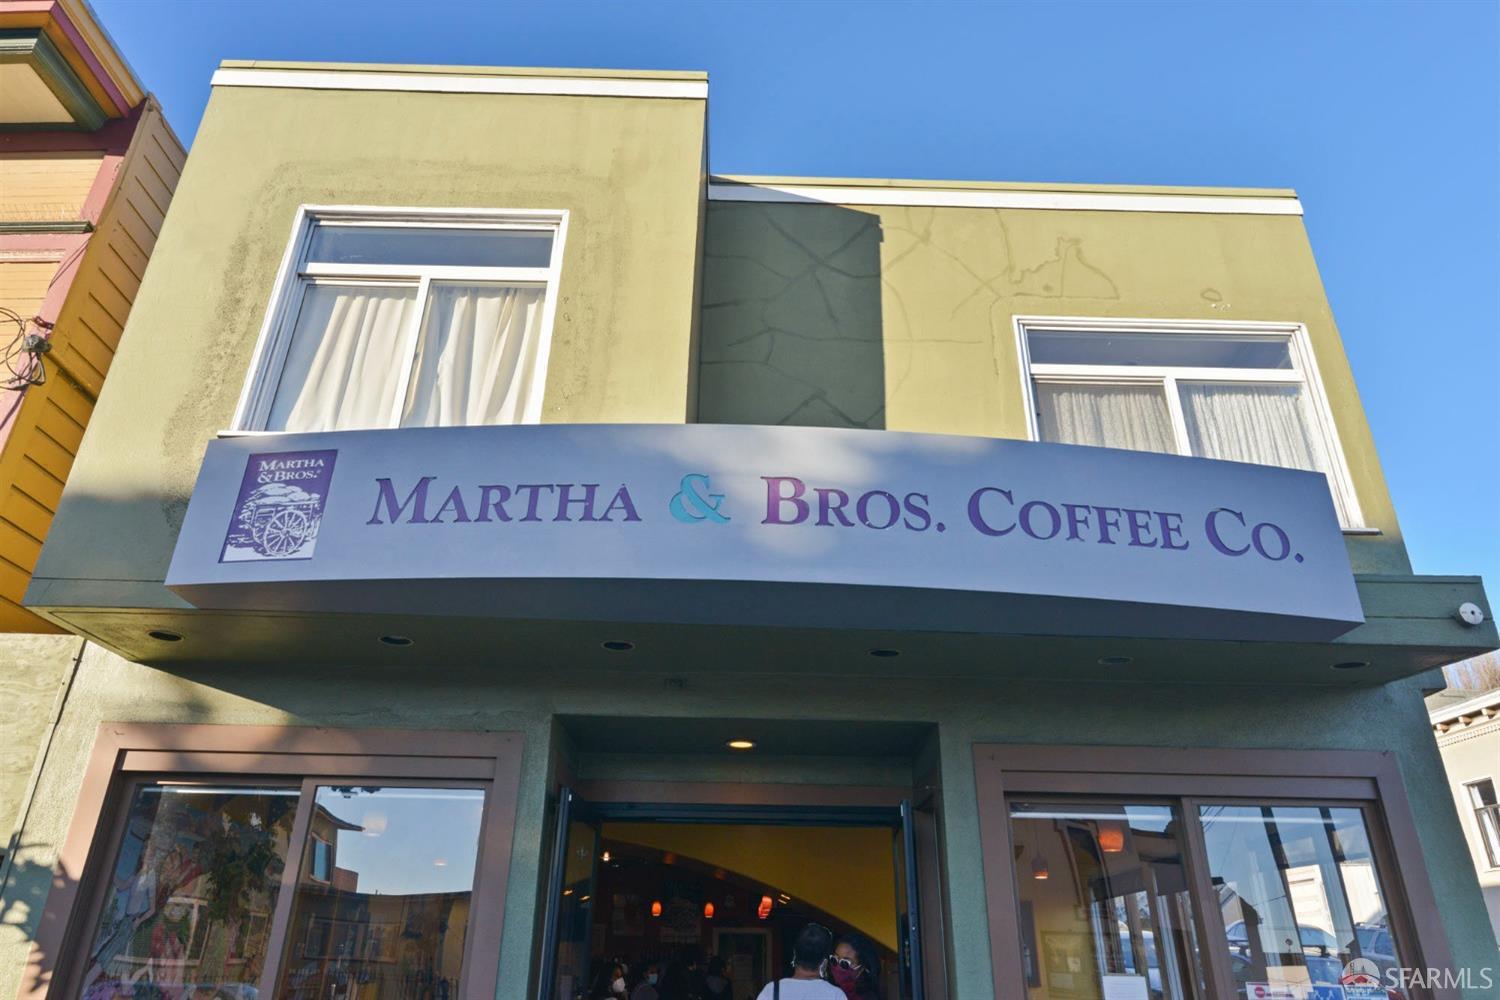 MARTHA
& BROS.®
MARTHA & BROS. COFFEE CO.
SFARMLS